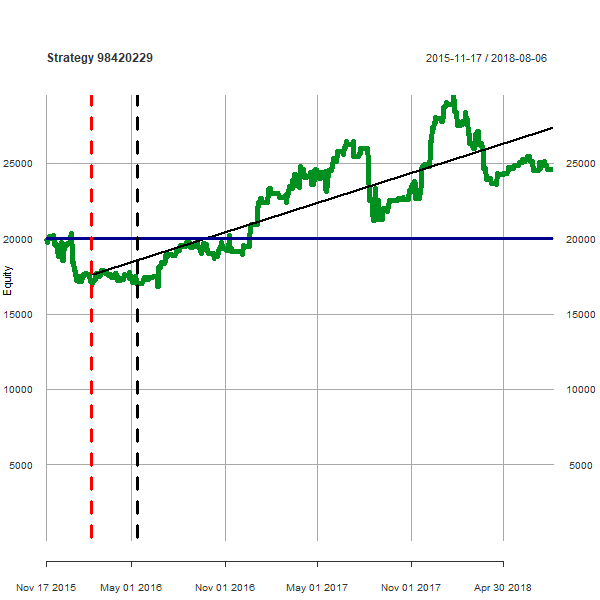 Strategy 98420229
2015-11-17 / 2018-08-06
25000
25000
20000
20000
Equity
15000
15000
10000
10000
5000
5000
Nov 17 2015
May 01 2016
Nov 01 2016
May 01 2017
Nov 01 2017
Apr 30 2018